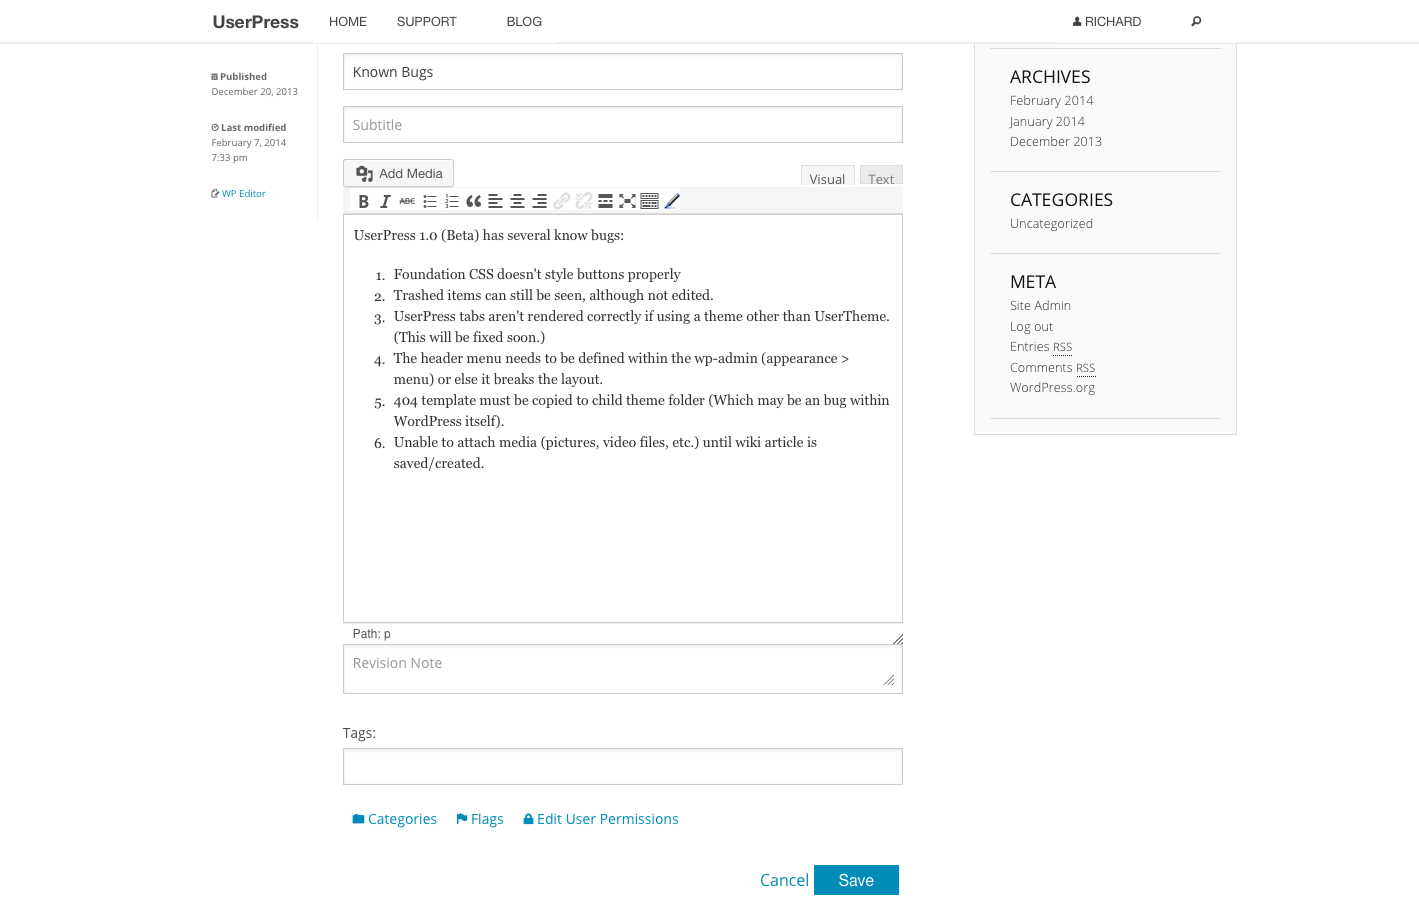 UserPress
HOME
SUPPORT
BLOG
RICHARD
Published
December 20, 2013
Last modified
February 7, 2014
7:33 pm
WP Editor
Known Bugs
Subtitle
Add Media
Visual
Text
B
I
ABC
UserPress 1.0 (Beta) has several know bugs:
1. Foundation CSS doesn't style buttons properly
2. Trashed items can still be seen, although not edited.
3. UserPress tabs aren't rendered correctly if using a theme other than UserTheme.
(This will be fixed soon.)
4. The header menu needs to be defined within the wp-admin (appearance >
menu) or else it breaks the layout.
5. 404 template must be copied to child theme folder (Which may be an bug within
WordPress itself).
6. Unable to attach media (pictures, video files, etc.) until wiki article is
saved/created.
Path: p
Revision Note
Tags:
Categories
Flags
Edit User Permissions
Cancel
Save
ARCHIVES
February 2014
January 2014
December 2013
CATEGORIES
Uncategorized
META
Site Admin
Log out
Entries RSS
Comments RSS
WordPress.org